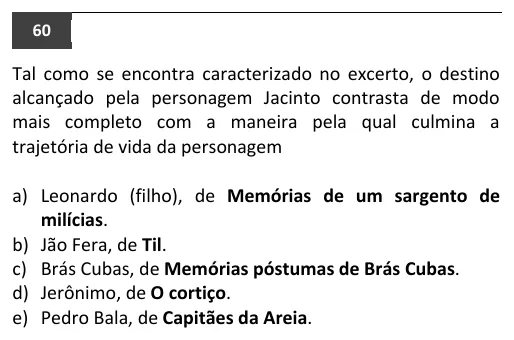 60
Tal como se encontra caracterizado no excerto, o destino
alcançado pela personagem Jacinto contrasta de modo
mais completo com a maneira pela qual culmina a
trajetória de vida da personagem
a) Leonardo (filho), de Memórias de um sargento de
milícias.
b) Jão Fera, de Til.
c) Brás Cubas, de Memórias póstumas de Brás Cubas.
d) Jerônimo, de O cortiço.
e) Pedro Bala, de Capitães da Areia.